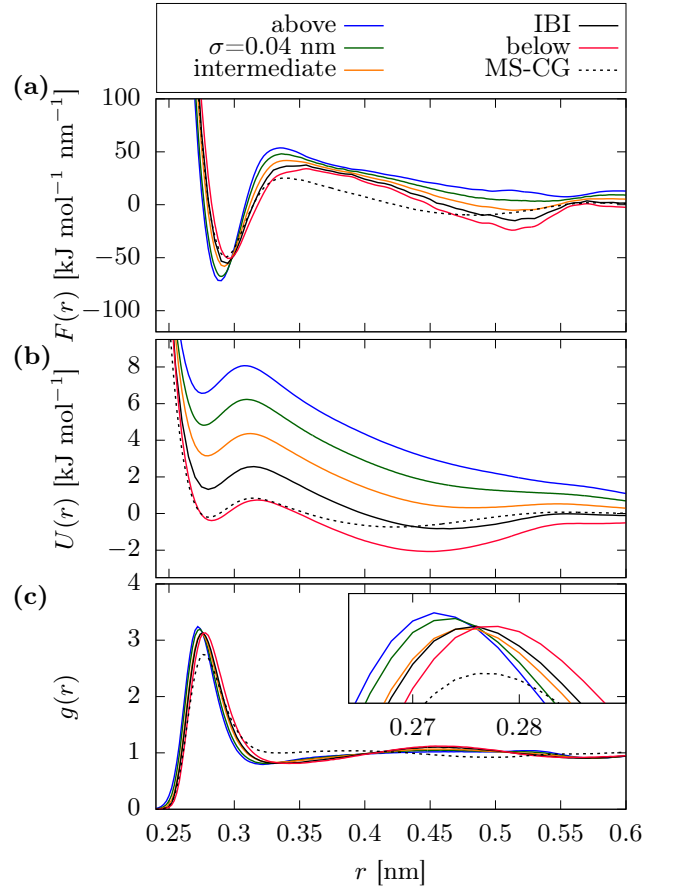 above IBI
σ=0.04 nm below
intermediate MS-CG
(a)
F(r) [kJ mol⁻¹ nm⁻¹]
100
50
0
−50
−100
(b)
U(r) [kJ mol⁻¹]
8
6
4
2
0
−2
(c)
g(r)
4
3
2
1
0
0.27 0.28
0.25 0.3 0.35 0.4 0.45 0.5 0.55 0.6
r [nm]